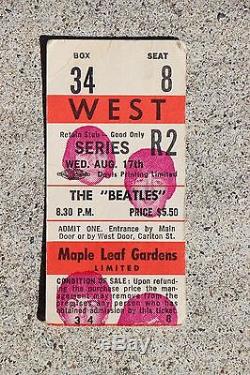 BOX SEAT
34 8
WEST
Retain Stub - Good Only
SERIES R2
WED. AUG. 17th
Davis Printing Limited
THE "BEATLES"
8.30 P.M. PRICE $5.50
ADMIT ONE. Entrance by Main
Door or by West Door, Carlton St.
Maple Leaf Gardens
LIMITED
CONDITION OF SALE: Upon refund-
ing the purchase price the man-
agement may remove from the
premises any person who has
obtained admission by this ticket.
34 8
worthpoint